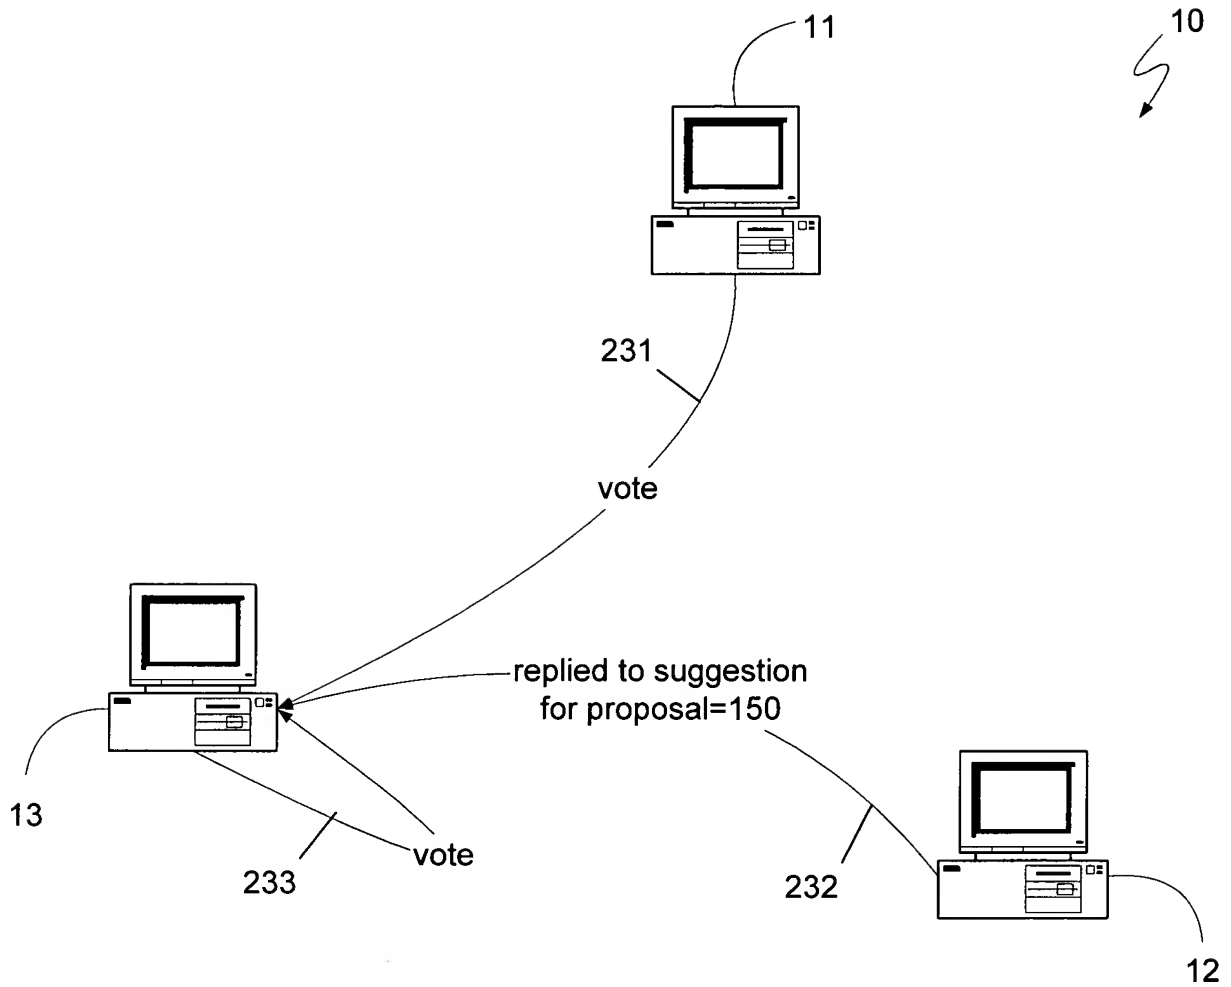 11
10
231
vote
replied to suggestion
for proposal=150
13
233
vote
232
12